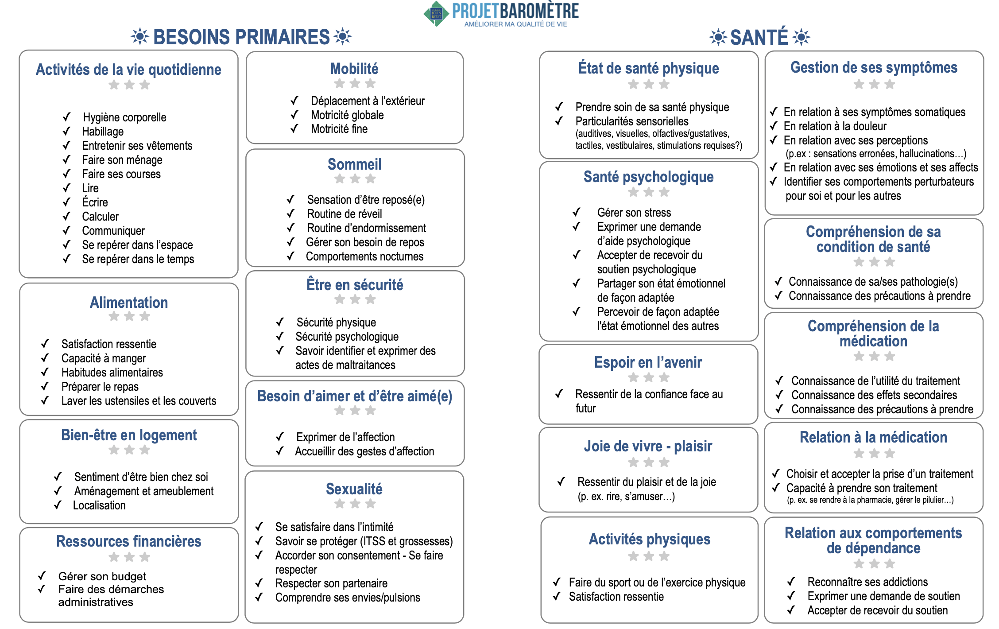 FONDATION
JOHN
BOST
PROJETBAROMÈTRE
AMÉLIORER MA QUALITÉ DE VIE
BESOINS PRIMAIRES
Activités de la vie quotidienne
✓ Hygiène corporelle
✓ Habillage
✓ Entretenir ses vêtements
✓ Faire son ménage
✓ Faire ses courses
✓ Lire
✓ Écrire
✓ Calculer
✓ Communiquer
✓ Se repérer dans l’espace
✓ Se repérer dans le temps
Alimentation
✓ Satisfaction ressentie
✓ Capacité à manger
✓ Habitudes alimentaires
✓ Préparer le repas
✓ Laver les ustensiles et les couverts
Bien-être en logement
✓ Sentiment d’être bien chez soi
✓ Aménagement et ameublement
✓ Localisation
Ressources financières
✓ Gérer son budget
✓ Faire des démarches
administratives
Mobilité
✓ Déplacement à l’extérieur
✓ Motricité globale
✓ Motricité fine
Sommeil
✓ Sensation d’être reposé(e)
✓ Routine de réveil
✓ Routine d’endormissement
✓ Gérer son besoin de repos
✓ Comportements nocturnes
Être en sécurité
✓ Sécurité physique
✓ Sécurité psychologique
✓ Savoir identifier et exprimer des
actes de maltraitances
Besoin d’aimer et d’être aimé(e)
✓ Exprimer de l’affection
✓ Accueillir des gestes d’affection
Sexualité
✓ Se satisfaire dans l’intimité
✓ Savoir se protéger (ITSS et grossesses)
✓ Accorder son consentement - Se faire
respecter
✓ Respecter son partenaire
✓ Comprendre ses envies/pulsions
SANTÉ
État de santé physique
✓ Prendre soin de sa santé physique
✓ Particularités sensorielles
(auditives, visuelles, olfactives/gustatives,
tactiles, vestibulaires, stimulations requises?)
Santé psychologique
✓ Gérer son stress
✓ Exprimer une demande
d’aide psychologique
✓ Accepter de recevoir du
soutien psychologique
✓ Partager son état émotionnel
de façon adaptée
✓ Percevoir de façon adaptée
l'état émotionnel des autres
Espoir en l’avenir
✓ Ressentir de la confiance face au
futur
Joie de vivre - plaisir
✓ Ressentir du plaisir et de la joie
(p. ex. rire, s’amuser…)
Activités physiques
✓ Faire du sport ou de l’exercice physique
✓ Satisfaction ressentie
Gestion de ses symptômes
✓ En relation à ses symptômes somatiques
✓ En relation à la douleur
✓ En relation avec ses perceptions
(p.ex : sensations erronées, hallucinations…)
✓ En relation avec ses émotions et ses affects
✓ Identifier ses comportements perturbateurs
pour soi et pour les autres
Compréhension de sa
condition de santé
✓ Connaissance de sa/ses pathologie(s)
✓ Connaissance des précautions à prendre
Compréhension de la
médication
✓ Connaissance de l’utilité du traitement
✓ Connaissance des effets secondaires
✓ Connaissance des précautions à prendre
Relation à la médication
✓ Choisir et accepter la prise d’un traitement
✓ Capacité à prendre son traitement
(p. ex. se rendre à la pharmacie, gérer le pilulier…)
Relation aux comportements
de dépendance
✓ Reconnaître ses addictions
✓ Exprimer une demande de soutien
✓ Accepter de recevoir du soutien